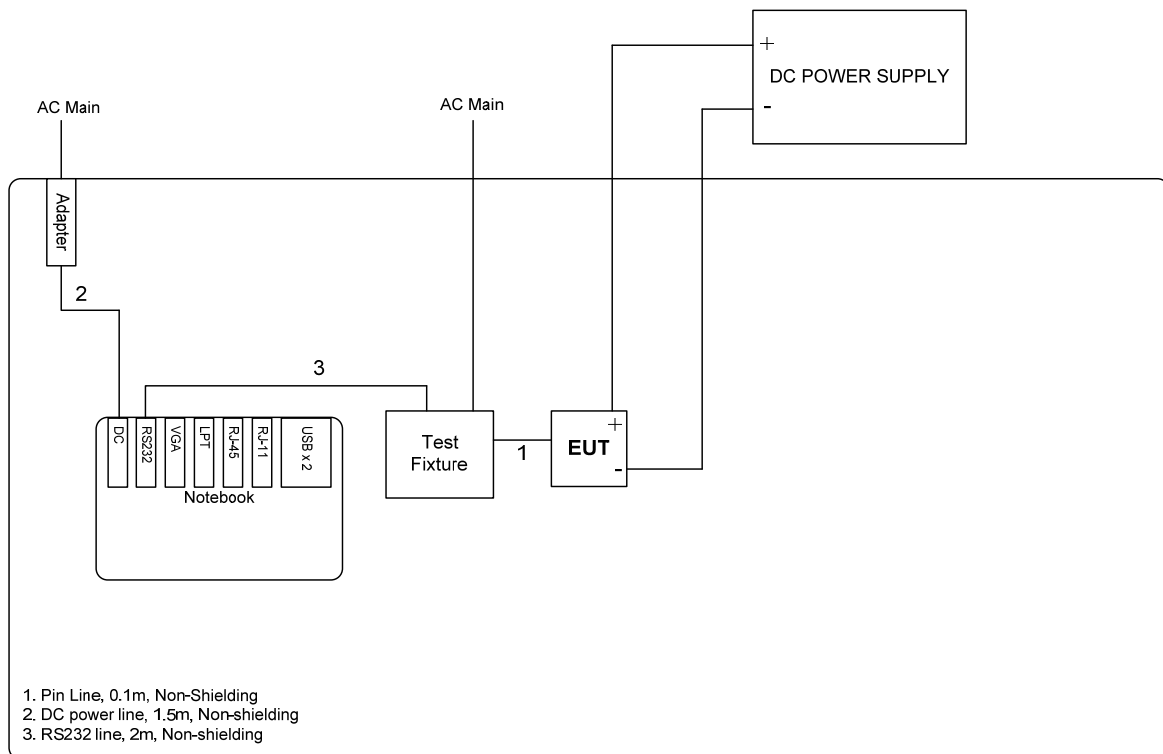 +
DC POWER SUPPLY
-
AC Main
AC Main
Adapter
2
3
DC
RS232
VGA
LPT
RJ-45
RJ-11
USB x 2
Notebook
Test
Fixture
1
+
EUT
-
1. Pin Line, 0.1m, Non-Shielding
2. DC power line, 1.5m, Non-shielding
3. RS232 line, 2m, Non-shielding